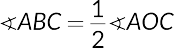 ∢ABC = 1/2 ∢AOC